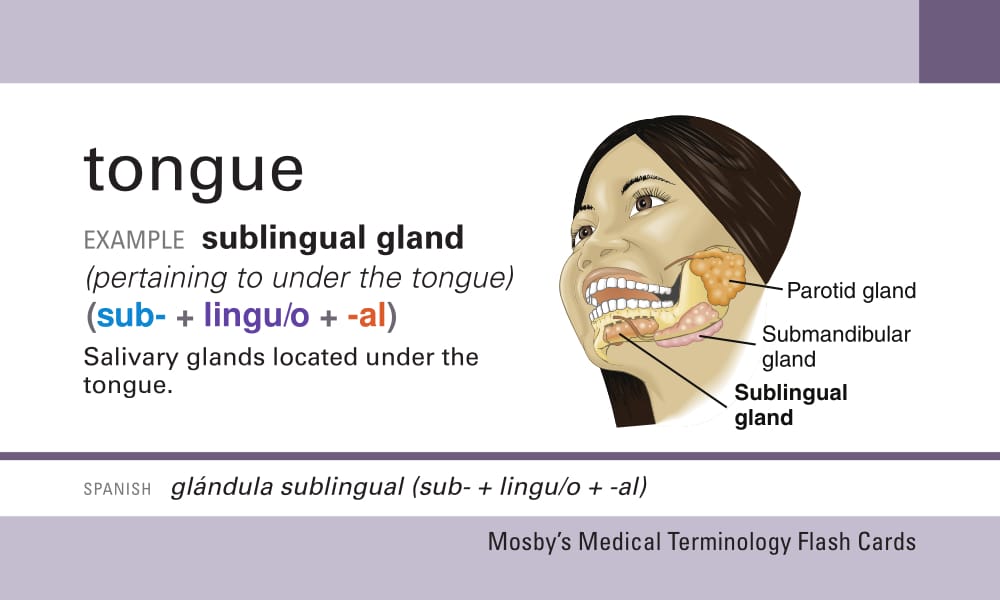 tongue
EXAMPLE sublingual gland
(pertaining to under the tongue)
(sub- + lingu/o + -al)
Salivary glands located under the
tongue.
Parotid gland
Submandibular
gland
Sublingual
gland
SPANISH glándula sublingual (sub- + lingu/o + -al)
Mosby’s Medical Terminology Flash Cards